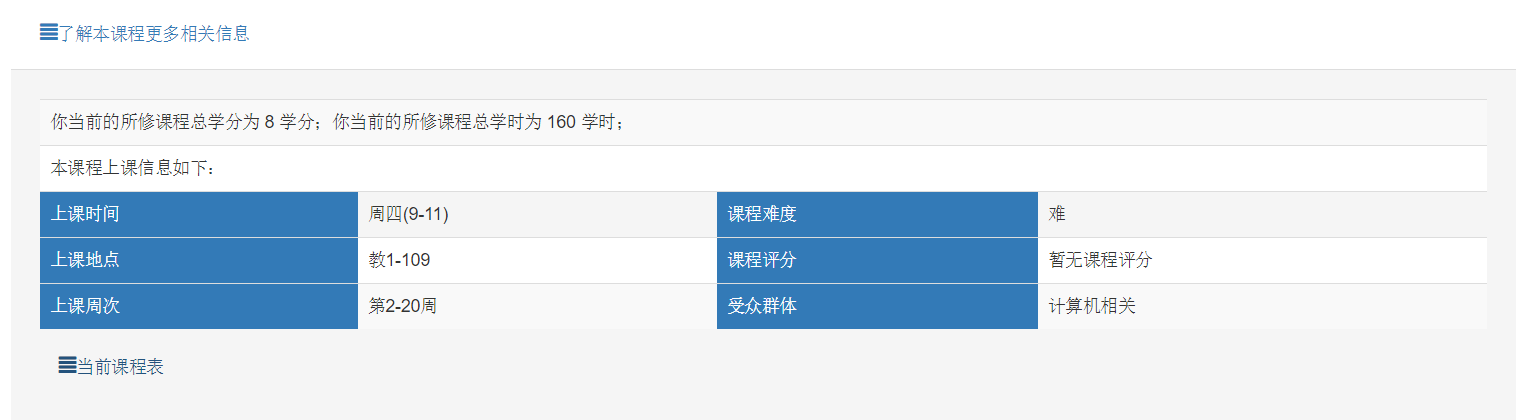 了解本课程更多相关信息
你当前的所修课程总学分为 8 学分；你当前的所修课程总学时为 160 学时；
本课程上课信息如下：
上课时间 周四(9-11) 课程难度 难
上课地点 教1-109 课程评分 暂无课程评分
上课周次 第2-20周 受众群体 计算机相关
当前课程表